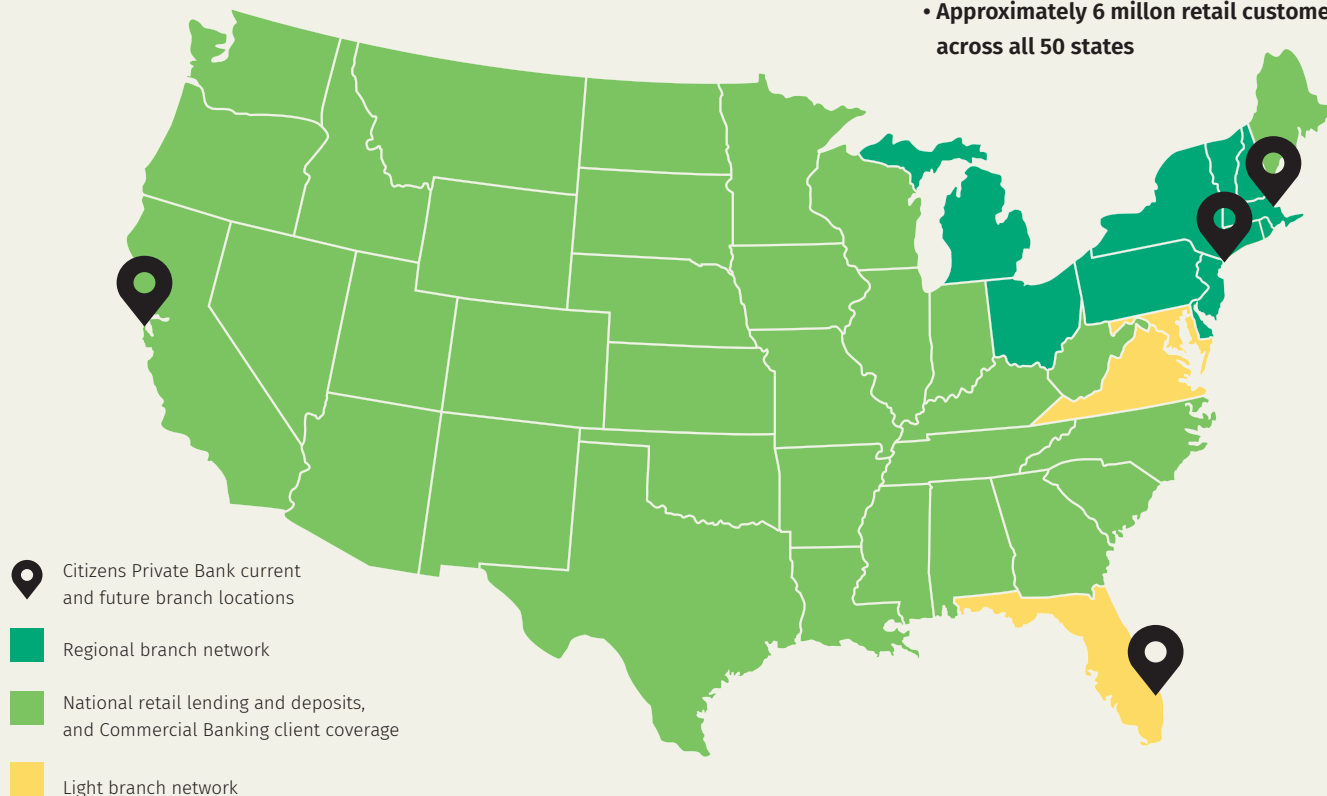 • Approximately 6 millon retail custome
across all 50 states
Citizens Private Bank current
and future branch locations
Regional branch network
National retail lending and deposits,
and Commercial Banking client coverage
Light branch network